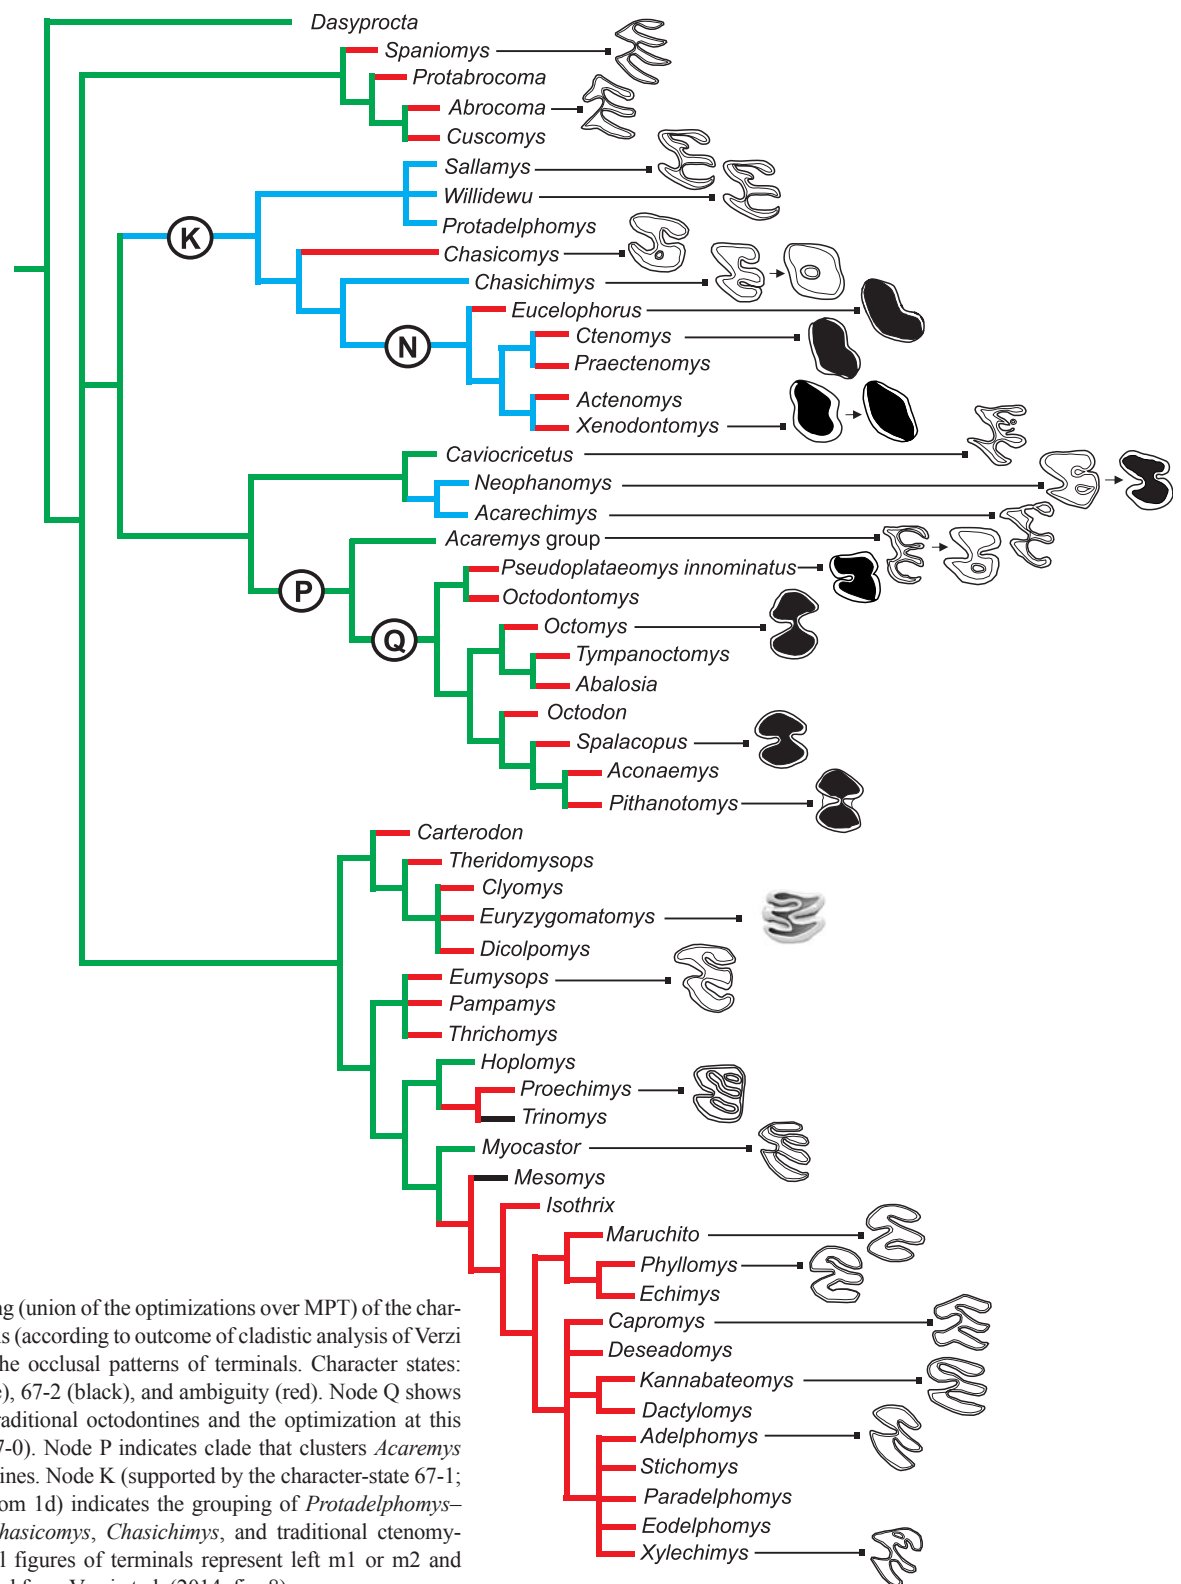 Dasyprocta
Spaniomys
Protabrocoma
Abrocoma
Cuscomys
Sallamys
Willidewu
Protadelphomys
K
Chasicomys
Chasichimys
Eucelophorus
N
Ctenomys
Praectenomys
Actenomys
Xenodontomys
Caviocricetus
Neophanomys
Acarechimys
Acaremys group
Pseudoplataeomys innominatus
P
Octodontomys
Octomys
Q
Tympanoctomys
Abalosia
Octodon
Spalacopus
Aconaemys
Pithanotomys
Carterodon
Theridomysops
Clyomys
Euryzygomatomys
Dicolpomys
Eumysops
Pampamys
Thrichomys
Hoplomys
Proechimys
Trinomys
Myocastor
Mesomys
Isothrix
Maruchito
Phyllomys
Echimys
Capromys
Deseadomys
Kannabateomys
Dactylomys
Adelphomys
Stichomys
Paradelphomys
Eodelphomys
Xylechimys
ng (union of the optimizations over MPT) of the char-
s (according to outcome of cladistic analysis of Verzi
he occlusal patterns of terminals. Character states:
e), 67-2 (black), and ambiguity (red). Node Q shows
raditional octodontines and the optimization at this
7-0). Node P indicates clade that clusters Acaremys
ines. Node K (supported by the character-state 67-1;
om 1d) indicates the grouping of Protadelphomys–
hasicomys, Chasichimys, and traditional ctenomy-
l figures of terminals represent left m1 or m2 and